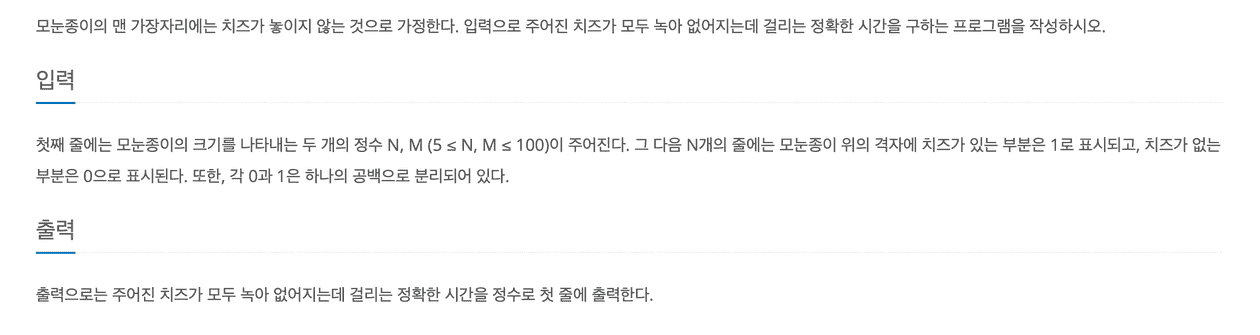 모눈종이의 맨 가장자리에는 치즈가 놓이지 않는 것으로 가정한다. 입력으로 주어진 치즈가 모두 녹아 없어지는데 걸리는 정확한 시간을 구하는 프로그램을 작성하시오.
입력
첫째 줄에는 모눈종이의 크기를 나타내는 두 개의 정수 N, M (5 ≤ N, M ≤ 100)이 주어진다. 그 다음 N개의 줄에는 모눈종이 위의 격자에 치즈가 있는 부분은 1로 표시되고, 치즈가 없는
부분은 0으로 표시된다. 또한, 각 0과 1은 하나의 공백으로 분리되어 있다.
출력
출력으로는 주어진 치즈가 모두 녹아 없어지는데 걸리는 정확한 시간을 정수로 첫 줄에 출력한다.